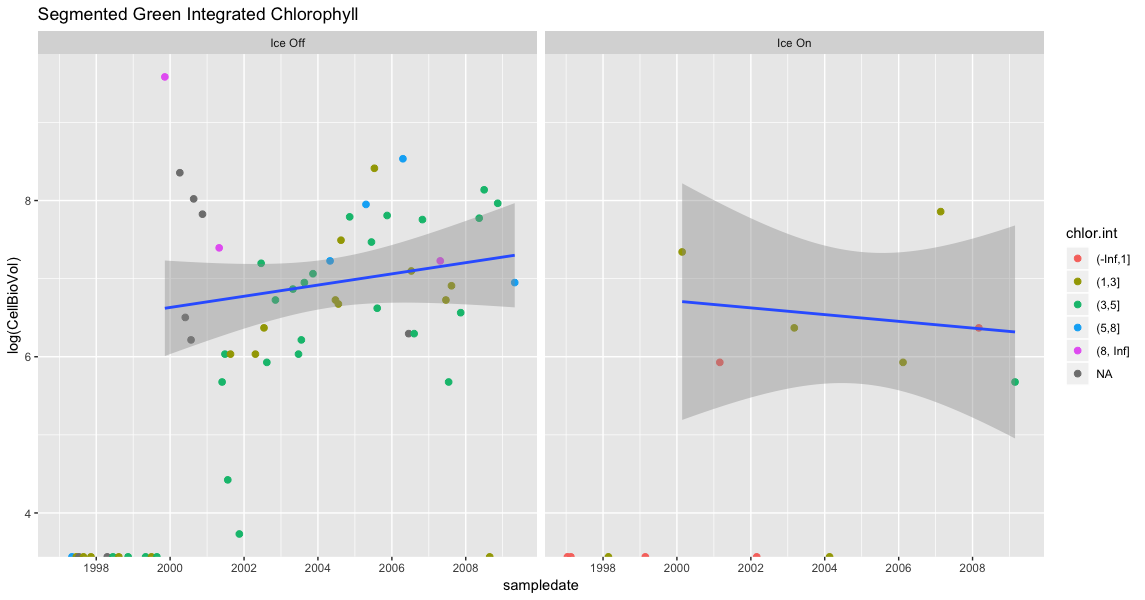 Segmented Green Integrated Chlorophyll
Ice Off
Ice On
log(CellBioVol)
8
6
4
1998 2000 2002 2004 2006 2008
1998 2000 2002 2004 2006 2008
sampledate
chlor.int
(-Inf,1]
(1,3]
(3,5]
(5,8]
(8, Inf]
NA